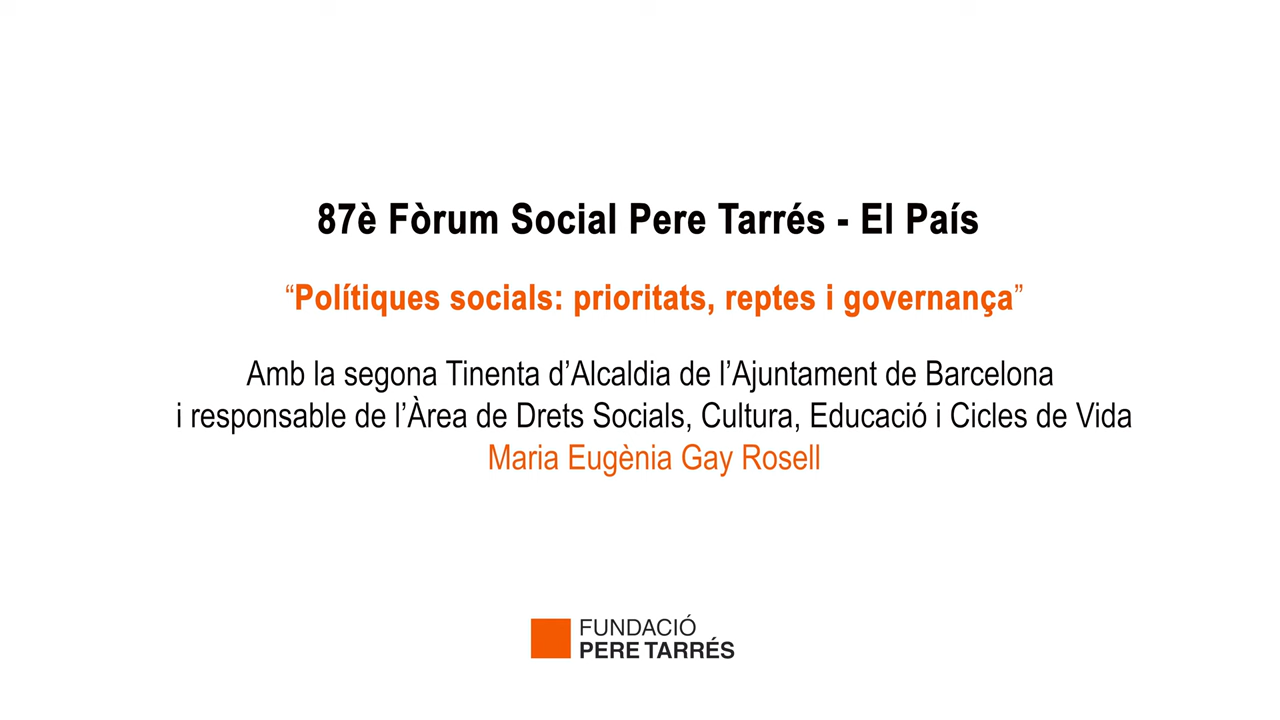 87è Fòrum Social Pere Tarrés - El País
“Polítiques socials: prioritats, reptes i governança”
Amb la segona Tinenta d’Alcaldia de l’Ajuntament de Barcelona
i responsable de l’Àrea de Drets Socials, Cultura, Educació i Cicles de Vida
Maria Eugènia Gay Rosell
FUNDACIÓ
PERE TARRÉS